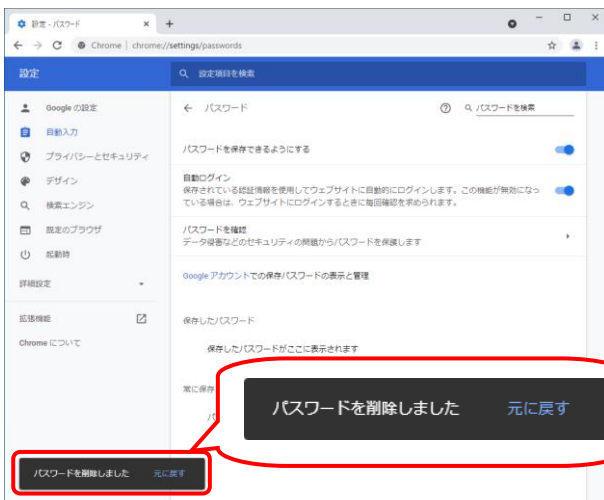 設定 - パスワード
Chrome | chrome://settings/passwords
設定
設定項目を検索
Google の設定
自動入力
プライバシーとセキュリティ
デザイン
検索エンジン
既定のブラウザ
起動時
詳細設定
拡張機能
Chrome について
パスワード
パスワードを検索
パスワードを保存できるようにする
自動ログイン
保存されている認証情報を使用してウェブサイトに自動的にログインします。この機能が無効になっ
ている場合は、ウェブサイトにログインするときに毎回確認を求められます。
パスワードを確認
データ侵害などのセキュリティの問題からパスワードを保護します
Google アカウントでの保存パスワードの表示と管理
保存したパスワード
保存したパスワードがここに表示されます
常に保存
パスワードを削除しました 元に戻す
パスワードを削除しました 元に戻す